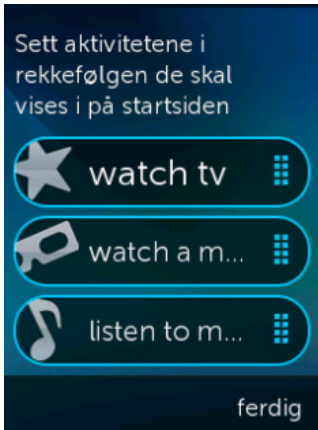 Sett aktivitetene i
rekkefølgen de skal
vises i på startsiden
watch tv
watch a m...
listen to m...
ferdig